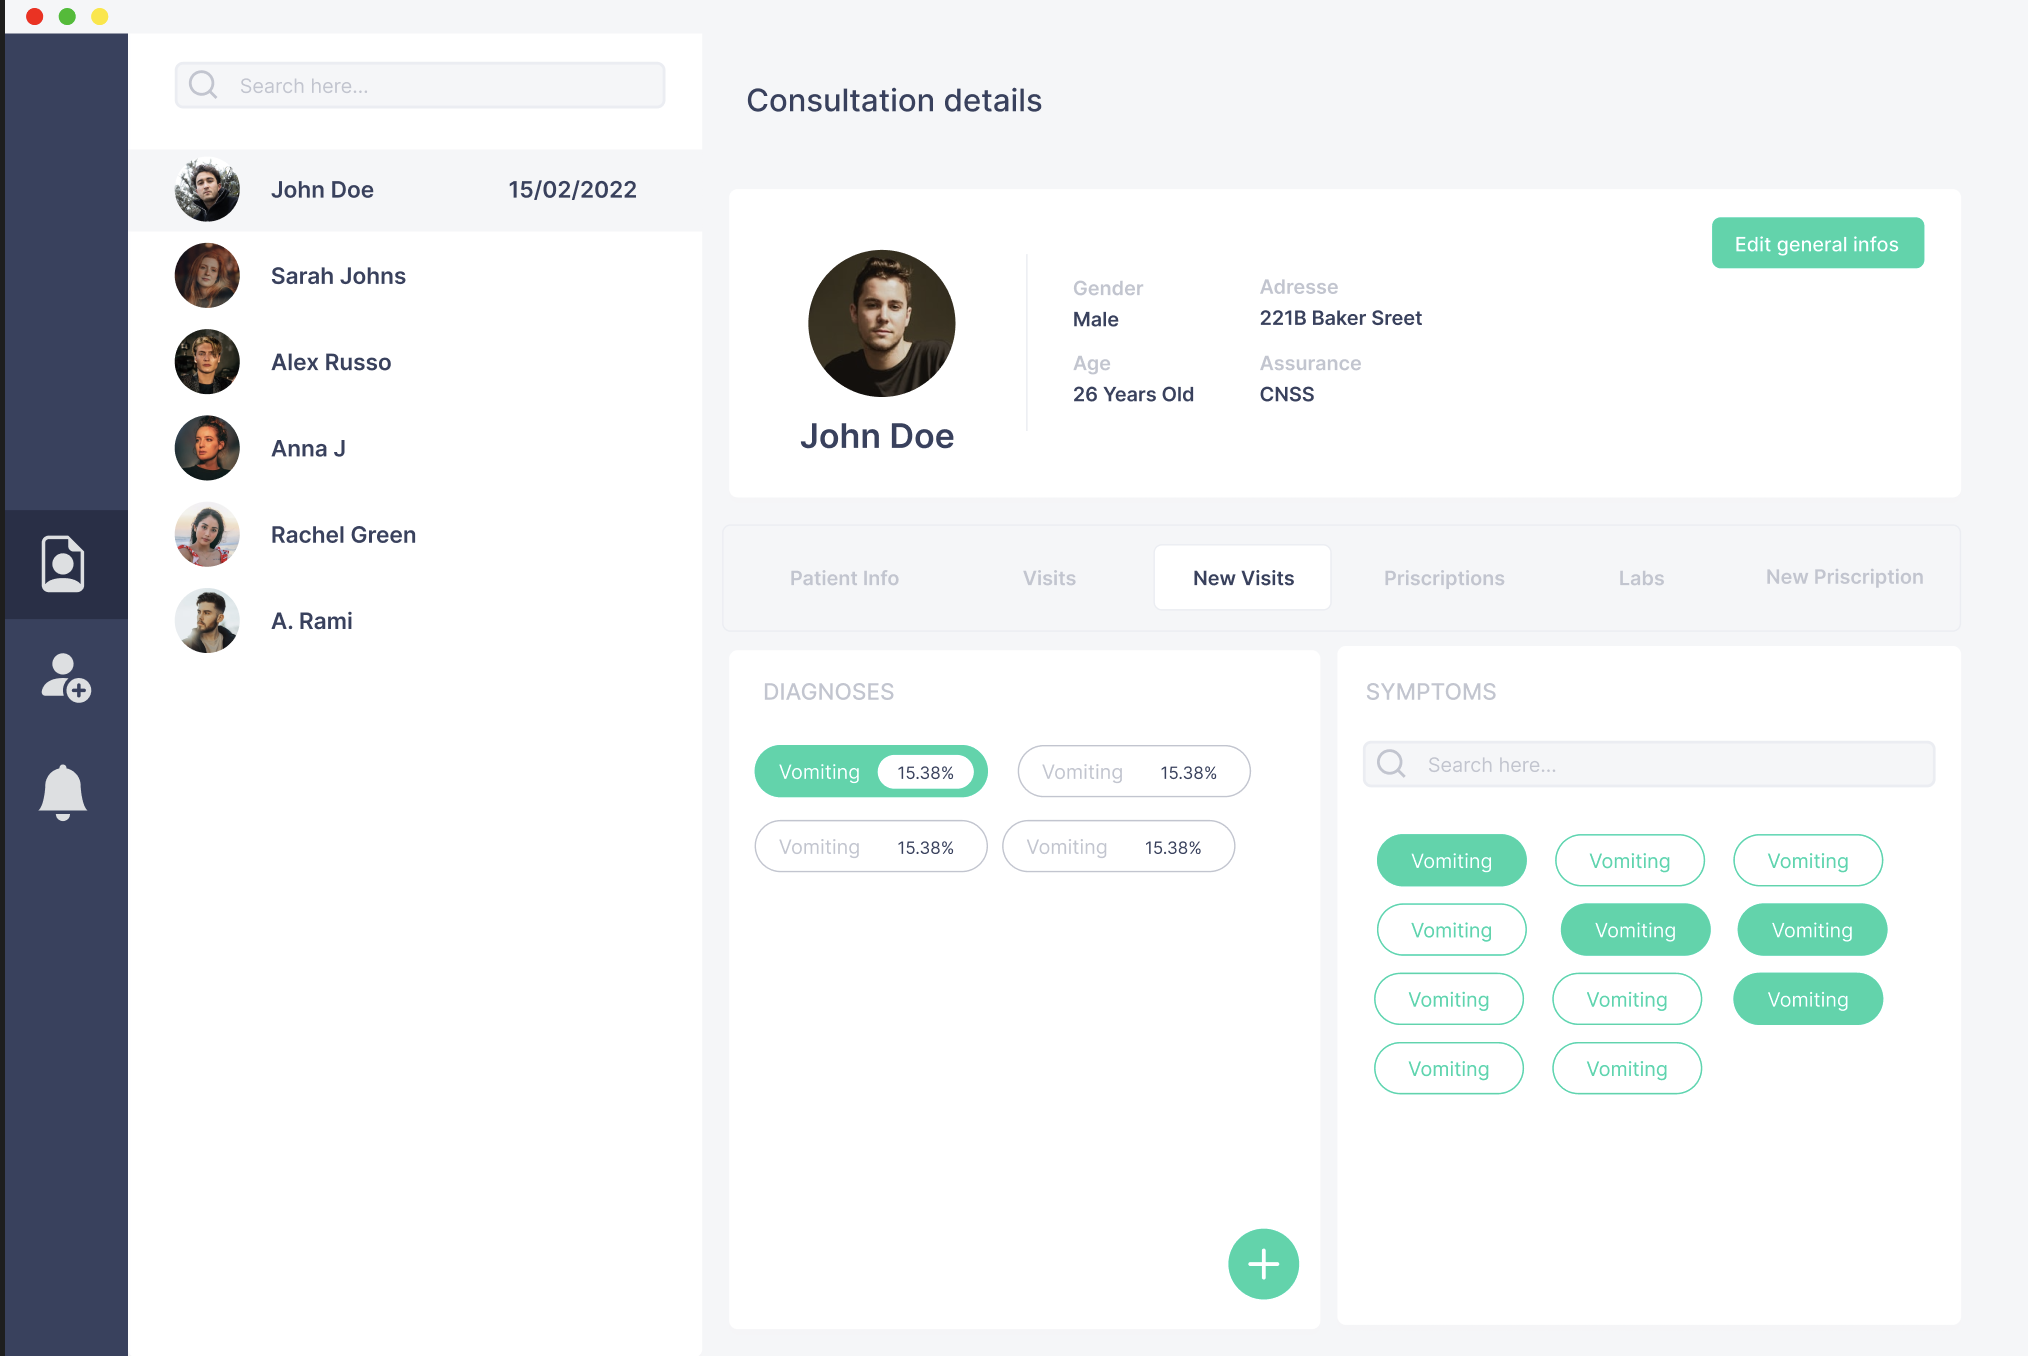 Search here...
John Doe 15/02/2022
Sarah Johns
Alex Russo
Anna J
Rachel Green
A. Rami
Consultation details
Edit general infos
John Doe
Gender
Male
Age
26 Years Old
Adresse
221B Baker Sreet
Assurance
CNSS
Patient Info Visits New Visits Priscriptions Labs New Priscription
DIAGNOSES
Vomiting 15.38% Vomiting 15.38%
Vomiting 15.38% Vomiting 15.38%
SYMPTOMS
Search here...
Vomiting Vomiting Vomiting
Vomiting Vomiting Vomiting
Vomiting Vomiting Vomiting
Vomiting Vomiting